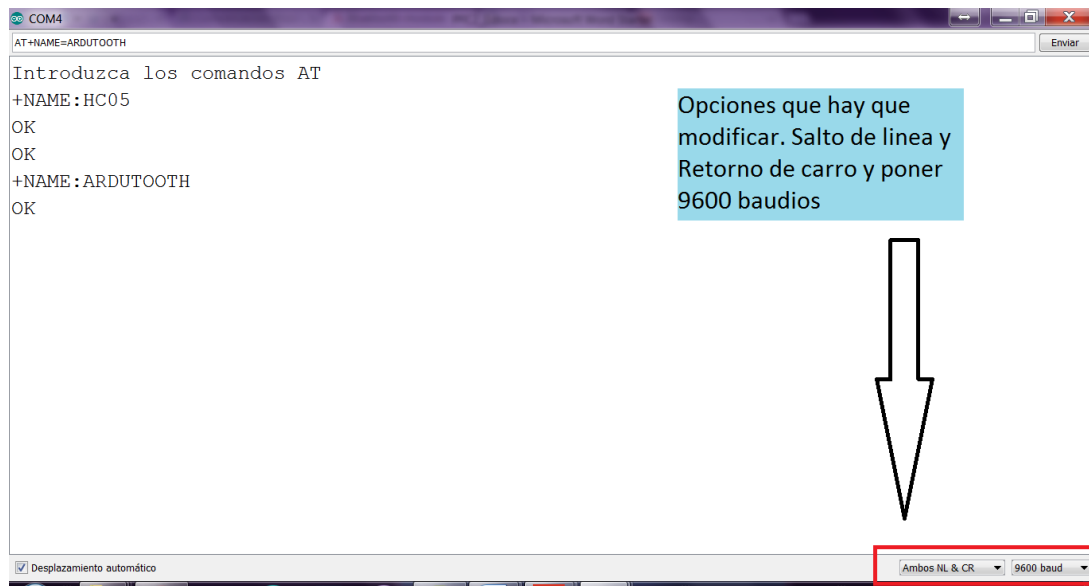 COM4
AT+NAME=ARDUTOOTH
Enviar
Introduzca los comandos AT
+NAME:HC05
OK
OK
+NAME:ARDUTOOTH
OK
Opciones que hay que
modificar. Salto de linea y
Retorno de carro y poner
9600 baudios
Desplazamiento automático
Ambos NL & CR
9600 baud